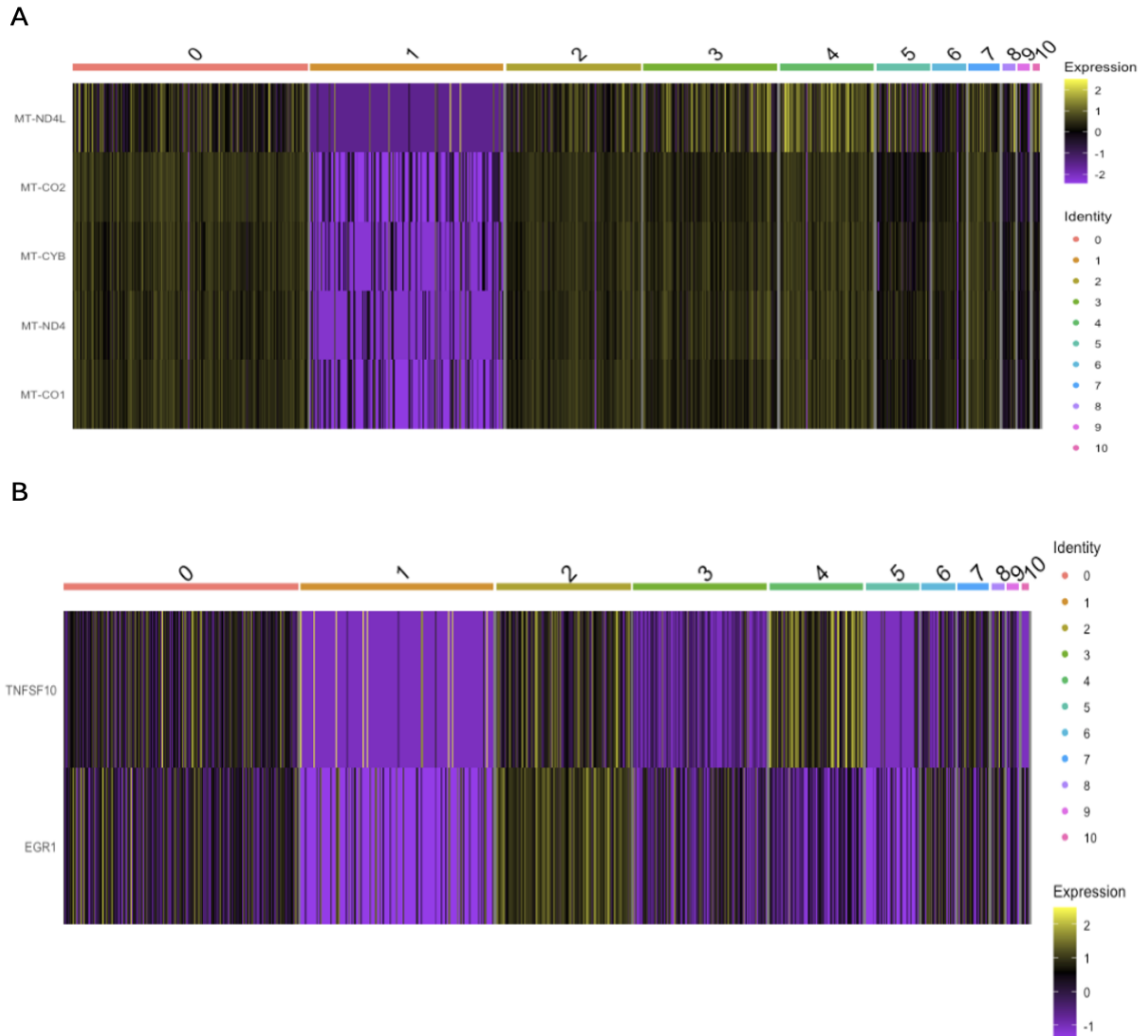 A
0 1 2 3 4 5 6 7 8 9 10
Expression
2
1
0
-1
-2
MT-ND4L
MT-CO2
MT-CYB
MT-ND4
MT-CO1
Identity
0
1
2
3
4
5
6
7
8
9
10
B
0 1 2 3 4 5 6 7 8 9 10
TNFSF10
EGR1
Identity
0
1
2
3
4
5
6
7
8
9
10
Expression
2
1
0
-1